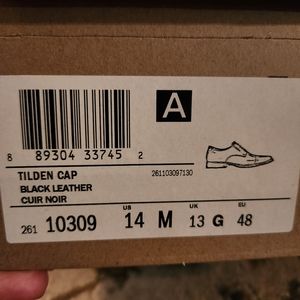 A
8 89304 33745 2
TILDEN CAP
261103097130
BLACK LEATHER
CUIR NOIR
US UK EU
261 10309 14 M 13 G 48